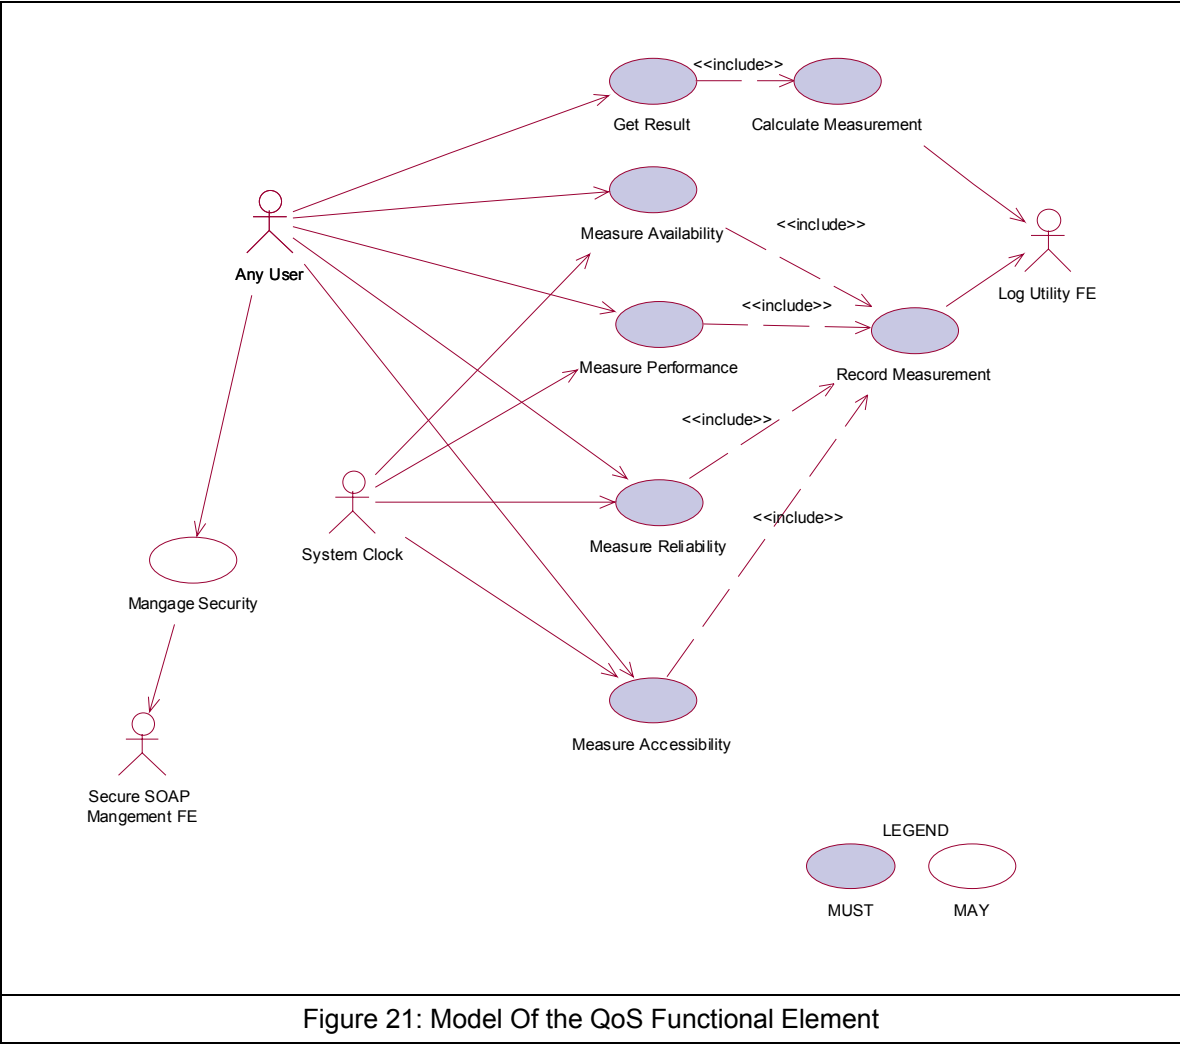 <<include>>
Get Result
Calculate Measurement
Measure Availability
<<include>>
Any User
Log Utility FE
<<include>>
Measure Performance
Record Measurement
<<include>>
<<include>>
System Clock
Measure Reliability
Mangage Security
Measure Accessibility
Secure SOAP
Mangement FE
LEGEND
MUST
MAY
Figure 21: Model Of the QoS Functional Element